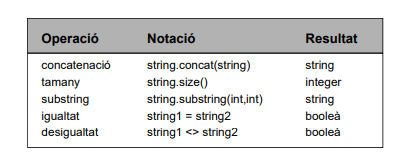 Operació Notació Resultat
concatenació string.concat(string) string
tamany string.size() integer
substring string.substring(int,int) string
igualtat string1 = string2 booleà
desigualtat string1 <> string2 booleà